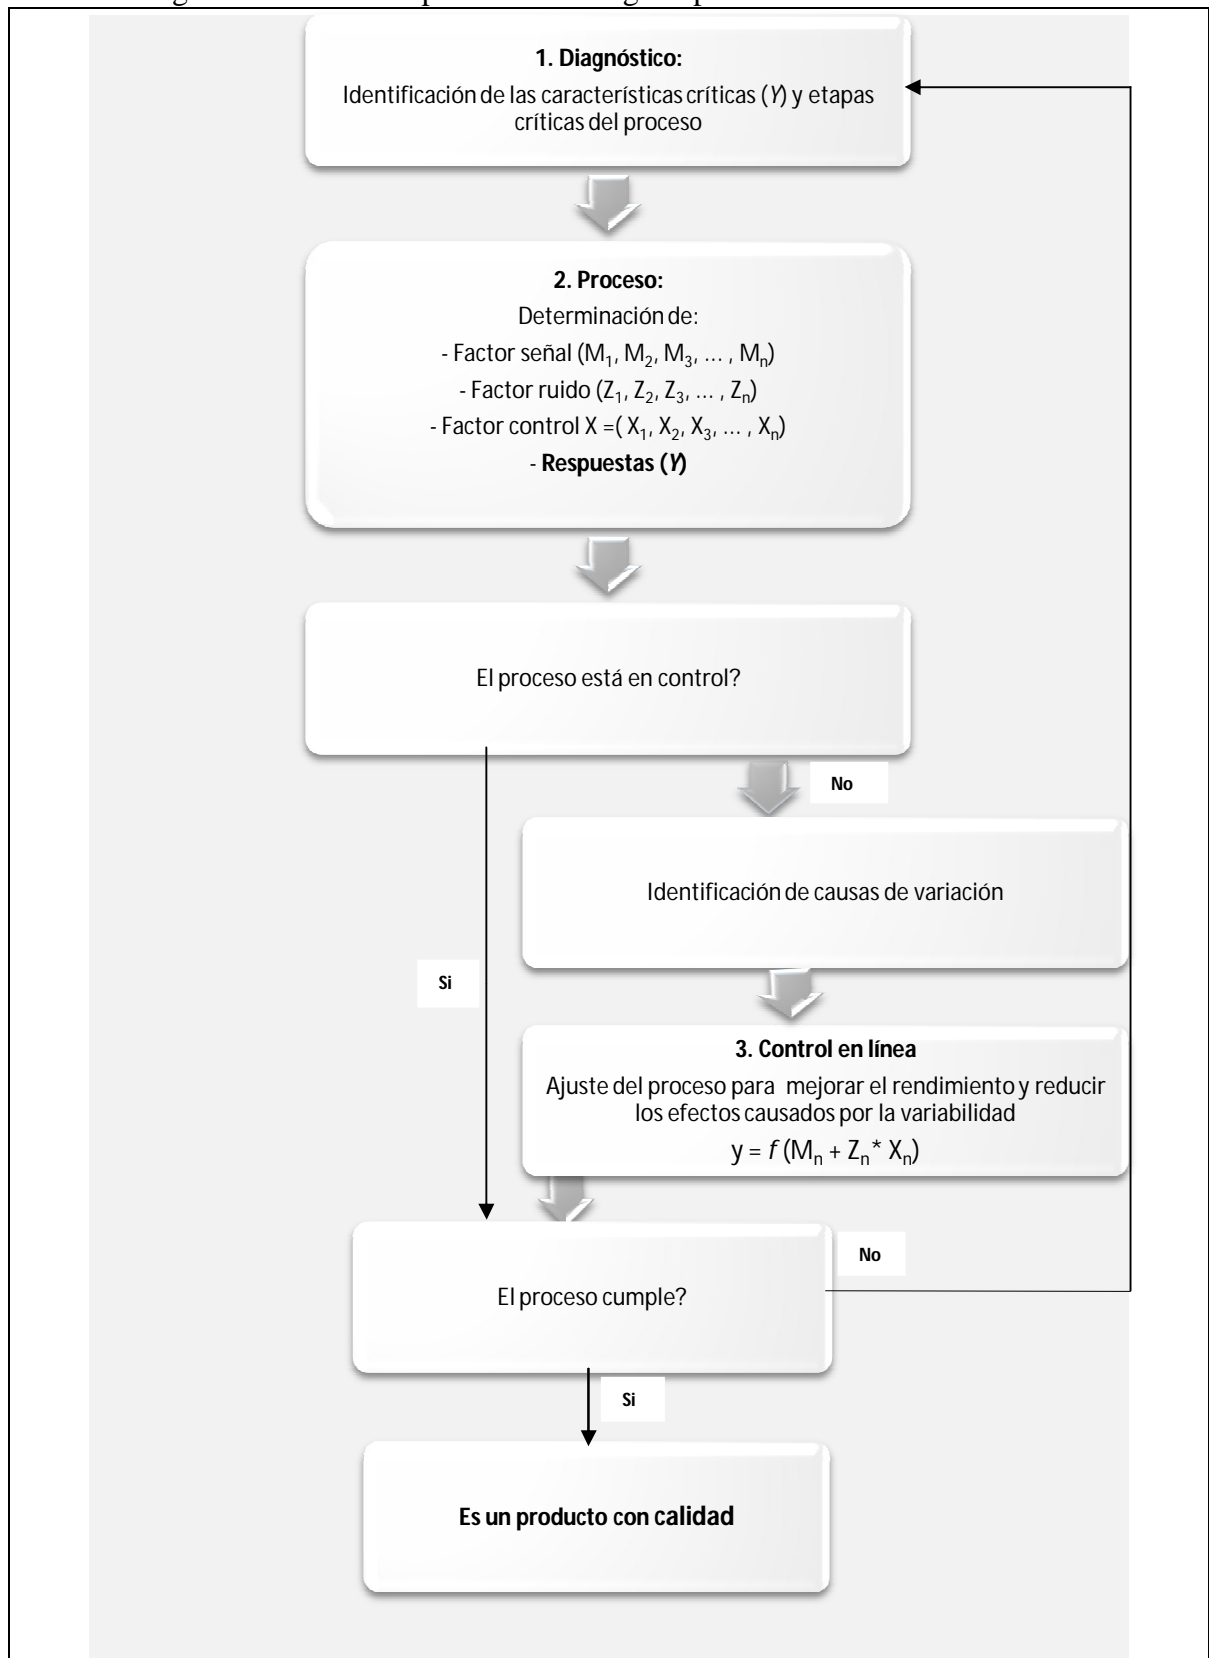 1. Diagnóstico:
Identificación de las características críticas (Y) y etapas
críticas del proceso
2. Proceso:
Determinación de:
- Factor señal (M1, M2, M3, ... , Mn)
- Factor ruido (Z1, Z2, Z3, ... , Zn)
- Factor control X =( X1, X2, X3, ... , Xn)
- Respuestas (Y)
El proceso está en control?
No
Identificación de causas de variación
Si
3. Control en línea
Ajuste del proceso para mejorar el rendimiento y reducir
los efectos causados por la variabilidad
y = f (Mn + Zn* Xn)
No
El proceso cumple?
Si
Es un producto con calidad